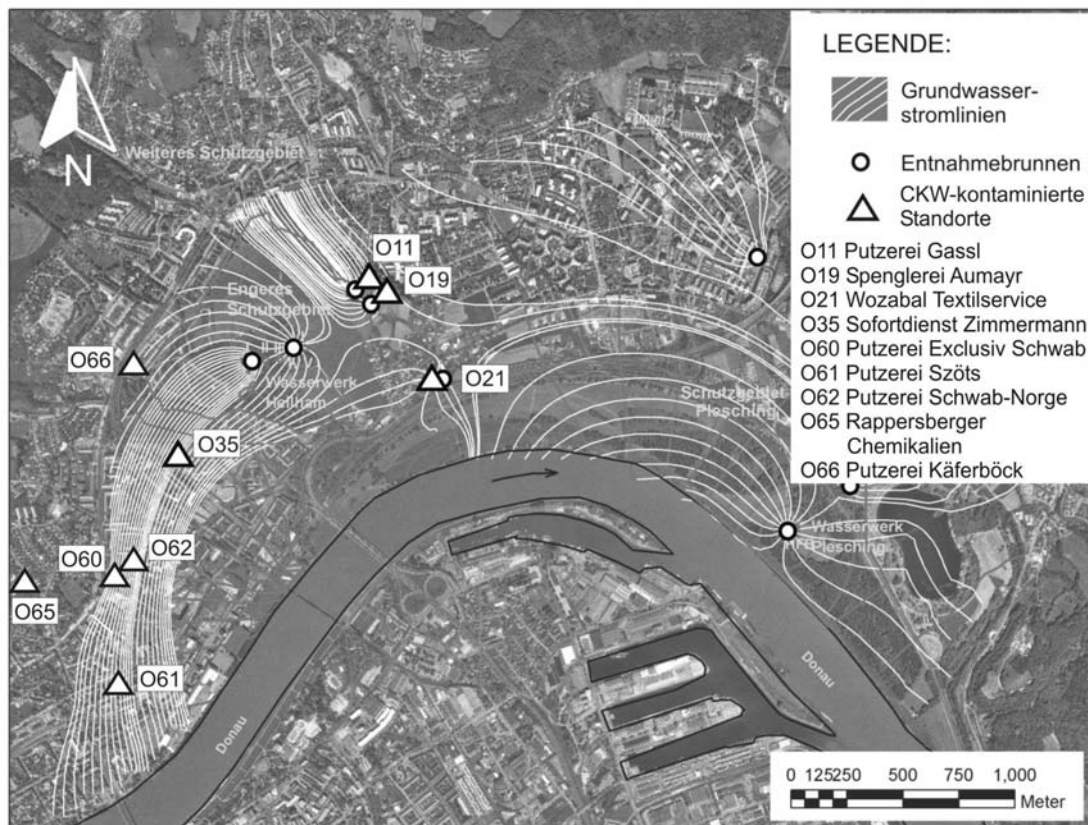 LEGENDE:
Grundwasser-
stromlinien
Entnahmebrunnen
CKW-kontaminierte
Standorte
O11 Putzerei Gassl
O19 Spenglerei Aumayr
O21 Wozabal Textilservice
O35 Sofortdienst Zimmermann
O60 Putzerei Exclusiv Schwab
O61 Putzerei Szöts
O62 Putzerei Schwab-Norge
O65 Rappersberger
Chemikalien
O66 Putzerei Käferböck
N
Weiteres Schutzgebiet
O11
O19
Engeres
Schutzgebiet
O66
Wasserwerk
Heilham
O21
Schutzgebiet
Plesching
O35
Wasserwerk
Plesching
O60
O62
O65
O61
Donau
Donau
0 125 250 500 750 1,000
Meter